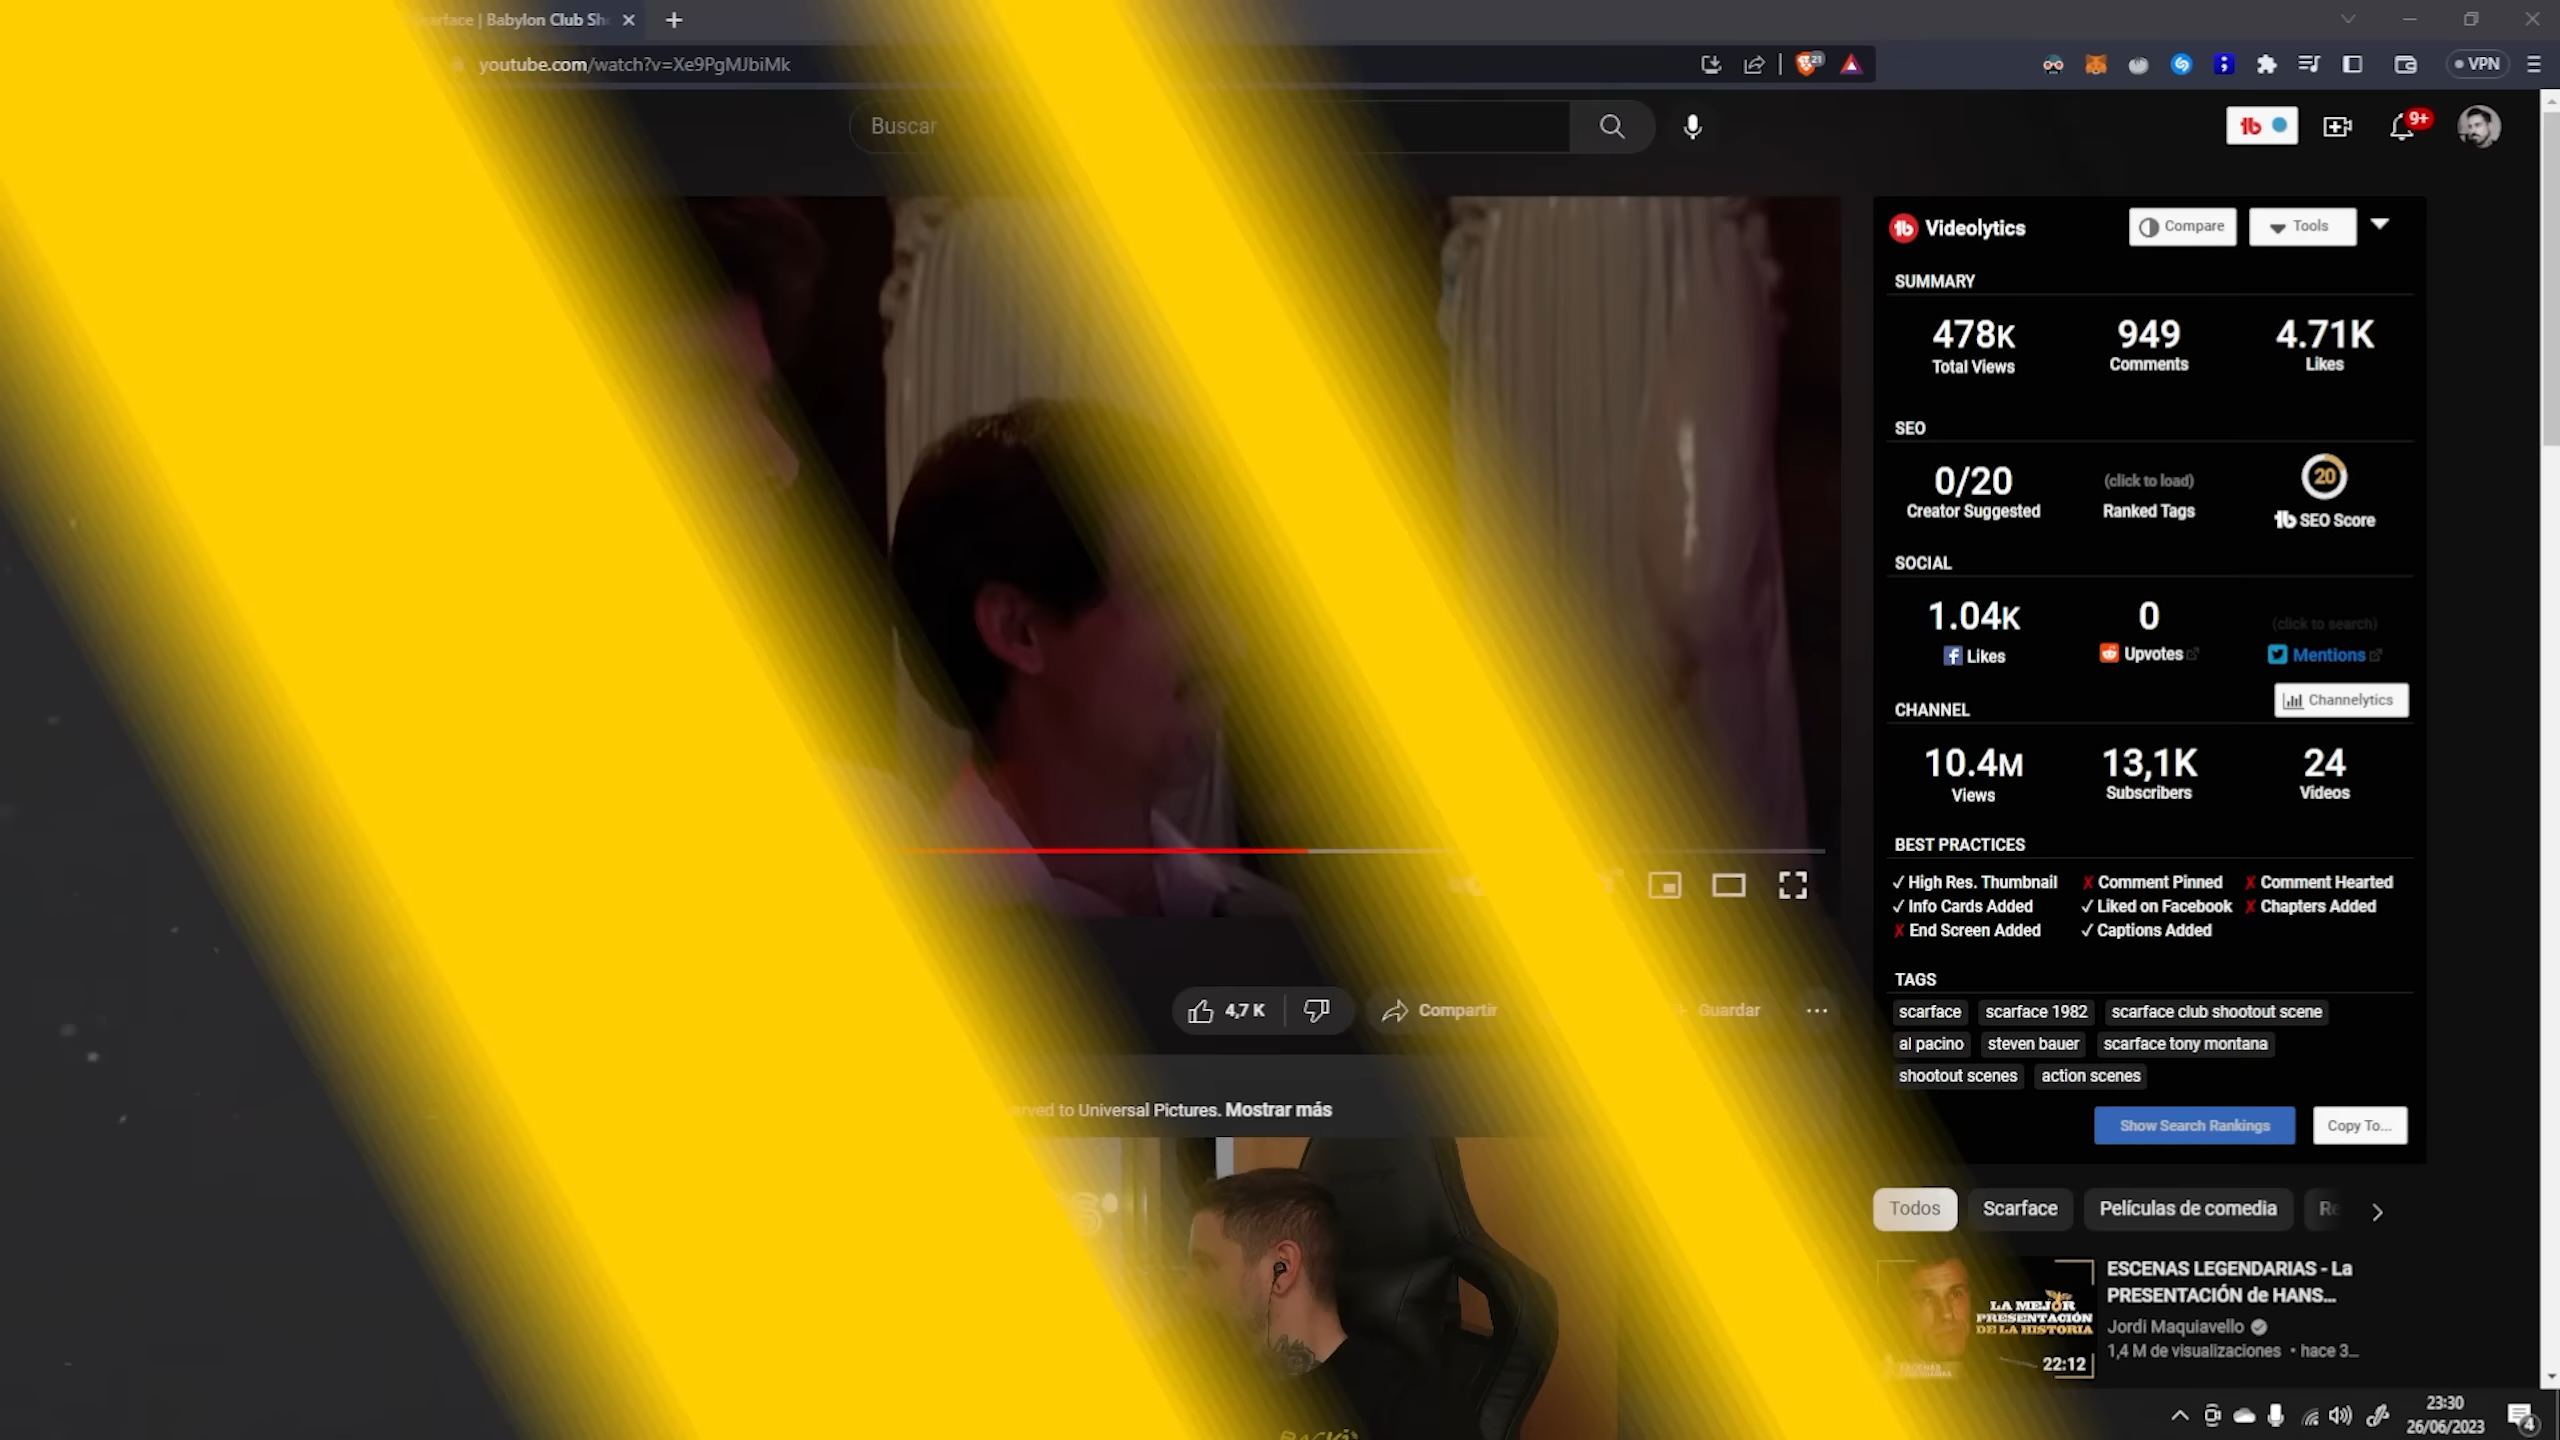 Scarface | Babylon Club Sh
youtube.com/watch?v=Xe9PgMJbiMk
21
VPN
Buscar
9+
Videolytics
Compare
Tools
SUMMARY
478K
949
4.71K
Total Views
Comments
Likes
SEO
0/20
(click to load)
20
Creator Suggested
Ranked Tags
SEO Score
SOCIAL
1.04K
0
(click to search)
Likes
Upvotes
Mentions
CHANNEL
Channelytics
10.4M
13,1K
24
Views
Subscribers
Videos
BEST PRACTICES
✓ High Res. Thumbnail
✗ Comment Pinned
✗ Comment Hearted
✓ Info Cards Added
✓ Liked on Facebook
✗ Chapters Added
✗ End Screen Added
✓ Captions Added
4,7 K
Compartir
Guardar
TAGS
scarface
scarface 1982
scarface club shootout scene
al pacino
steven bauer
scarface tony montana
shootout scenes
action scenes
to Universal Pictures. Mostrar más
Show Search Rankings
Copy To...
Todos
Scarface
Películas de comedia
Re
ESCENAS LEGENDARIAS - La
PRESENTACIÓN de HANS...
Jordi Maquiavello
1,4 M de visualizaciones • hace 3...
LA MEJOR
PRESENTACIÓN
DE LA HISTORIA
22:12
23:30
26/06/2023
4